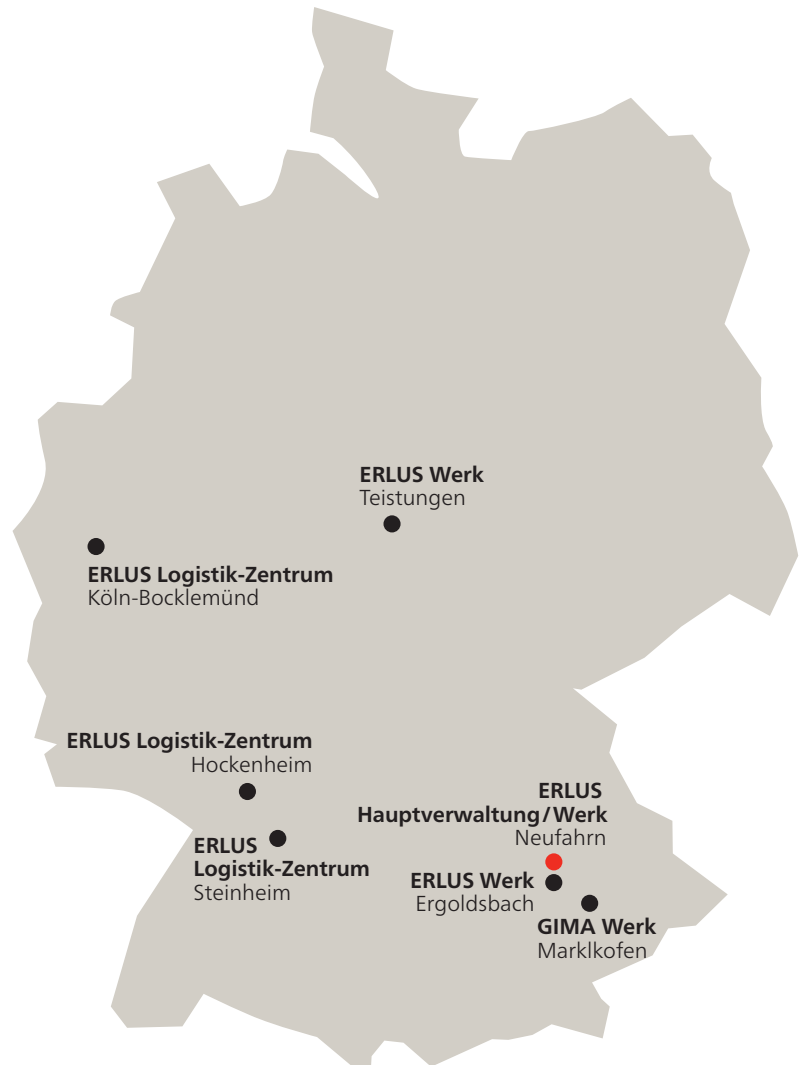 ERLUS Werk
Teistungen
ERLUS Logistik-Zentrum
Köln-Bocklemünd
ERLUS Logistik-Zentrum
Hockenheim
ERLUS
Logistik-Zentrum
Steinheim
ERLUS
Hauptverwaltung/Werk
Neufahrn
ERLUS Werk
Ergoldsbach
GIMA Werk
Marklkofen